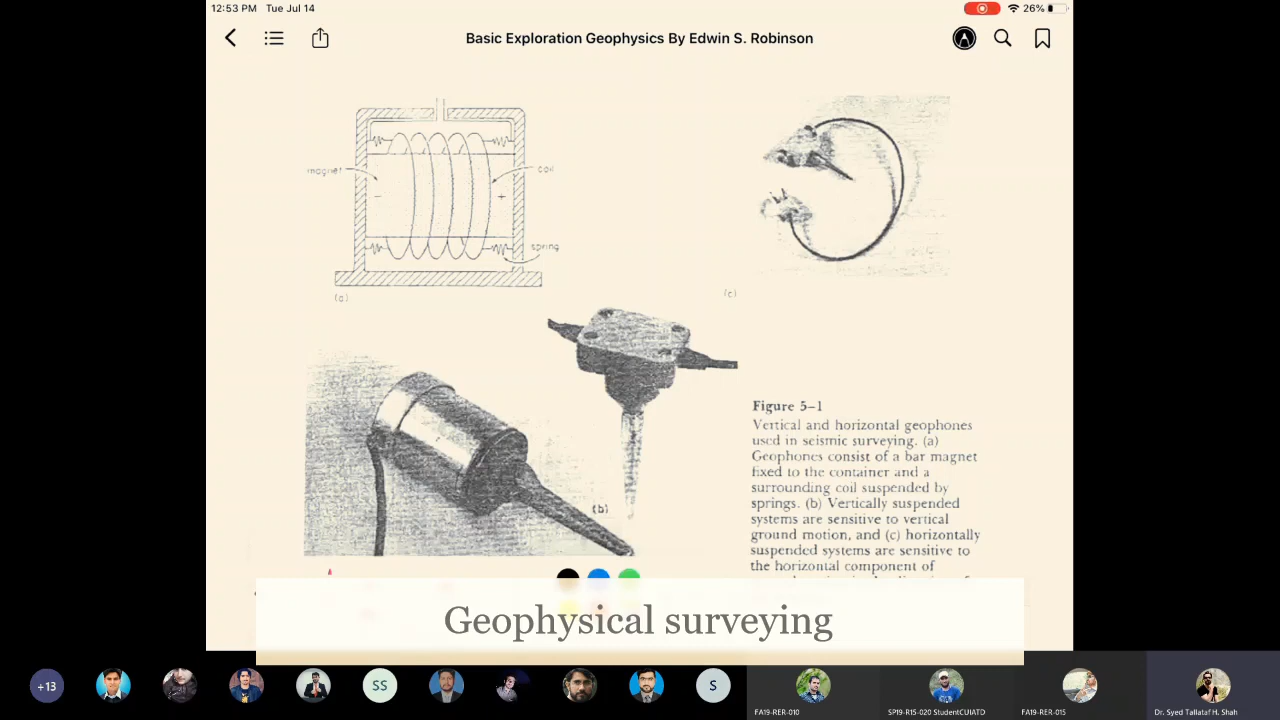 12:53 PM Tue Jul 14
26%
Basic Exploration Geophysics By Edwin S. Robinson
magnet
coil
- +
spring
(a)
(c)
(b)
Figure 5–1
Vertical and horizontal geophones
used in seismic surveying. (a)
Geophones consist of a bar magnet
fixed to the container and a
surrounding coil suspended by
springs. (b) Vertically suspended
systems are sensitive to vertical
ground motion, and (c) horizontally
suspended systems are sensitive to
the horizontal component of
Geophysical surveying
+13
SS
S
FA19-RER-010
SP19-R15-020 StudentCUIATD
FA19-RER-015
Dr. Syed Tallataf H. Shah